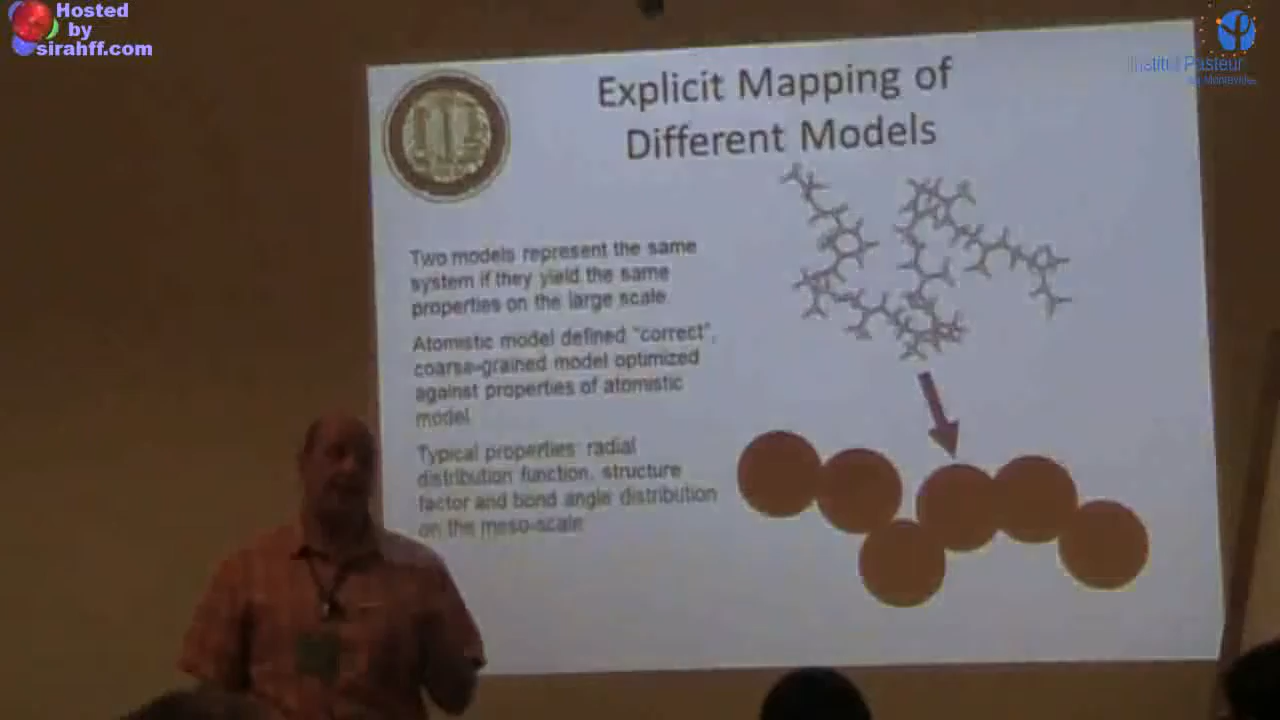 Hosted
by
sirahff.com
Institut Pasteur
de Montevideo
Explicit Mapping of
Different Models
Two models represent the same
system if they yield the same
properties on the large scale
Atomistic model defined "correct",
coarse-grained model optimized
against properties of atomistic
model
Typical properties: radial
distribution function, structure
factor and bond angle distribution
on the meso-scale